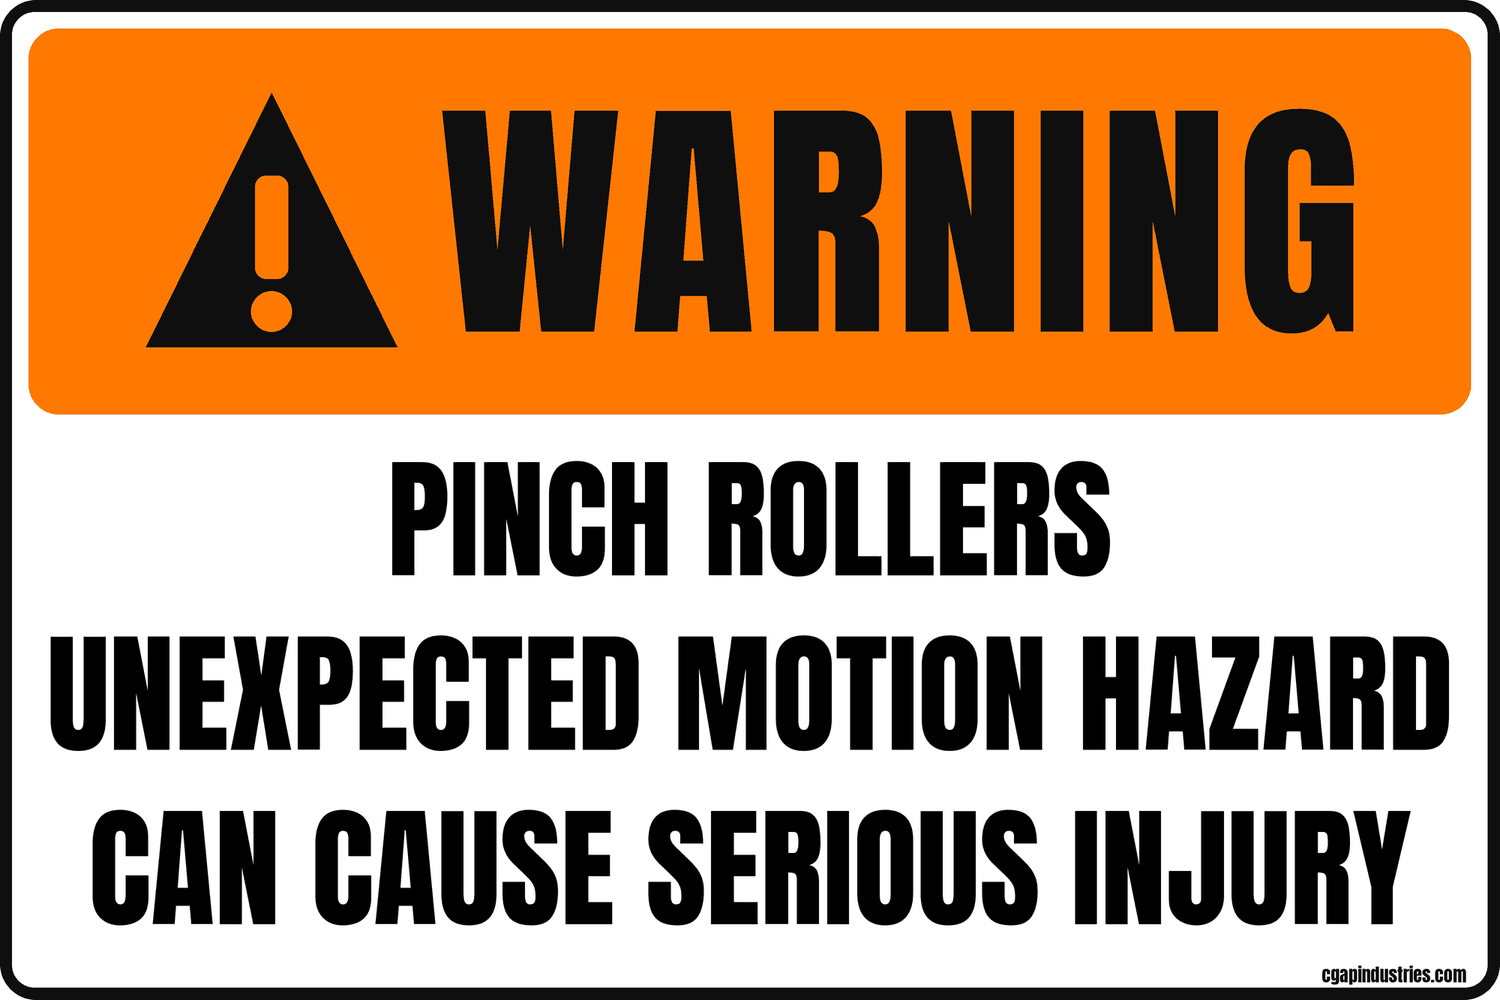 WARNING
PINCH ROLLERS
UNEXPECTED MOTION HAZARD
CAN CAUSE SERIOUS INJURY
cgapindustries.com